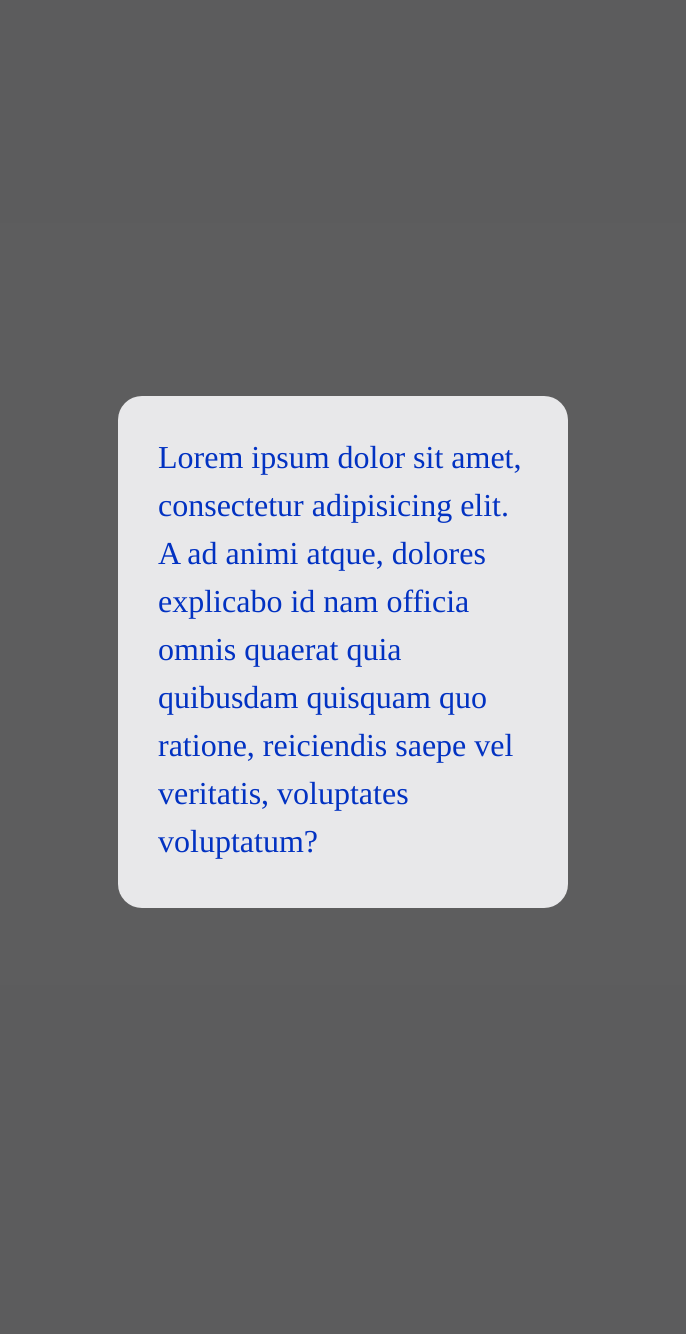 Lorem ipsum dolor sit amet,
consectetur adipisicing elit.
A ad animi atque, dolores
explicabo id nam officia
omnis quaerat quia
quibusdam quisquam quo
ratione, reiciendis saepe vel
veritatis, voluptates
voluptatum?